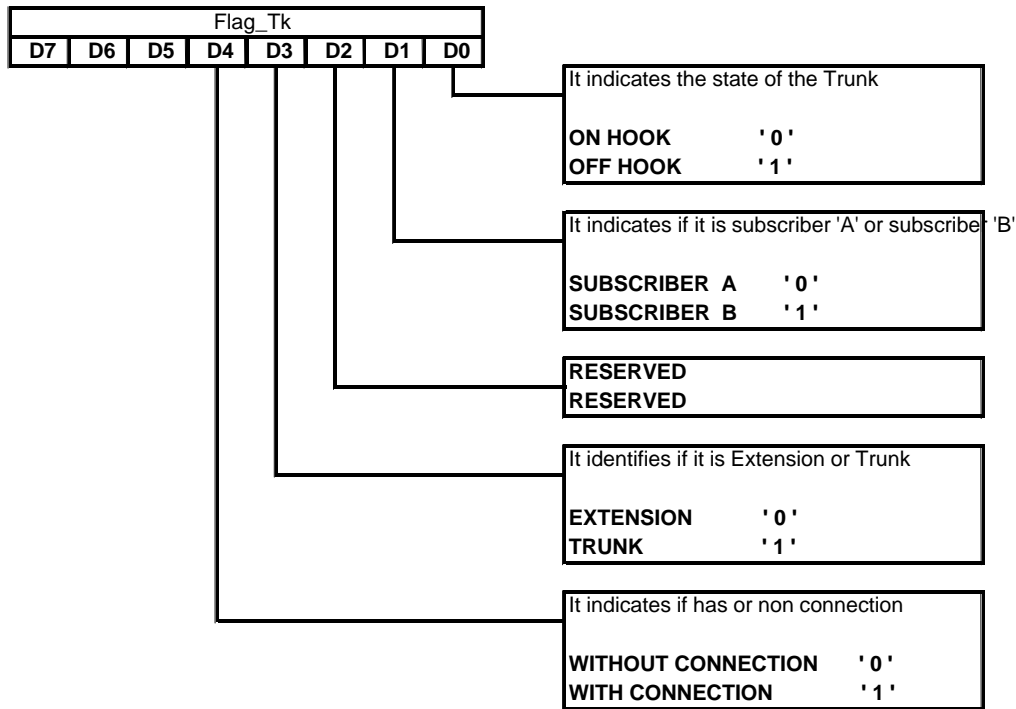 Flag_Tk
D7 D6 D5 D4 D3 D2 D1 D0
It indicates the state of the Trunk
ON HOOK ' 0 '
OFF HOOK ' 1 '
It indicates if it is subscriber 'A' or subscriber 'B'
SUBSCRIBER A ' 0 '
SUBSCRIBER B ' 1 '
RESERVED
RESERVED
It identifies if it is Extension or Trunk
EXTENSION ' 0 '
TRUNK ' 1 '
It indicates if has or non connection
WITHOUT CONNECTION ' 0 '
WITH CONNECTION ' 1 '